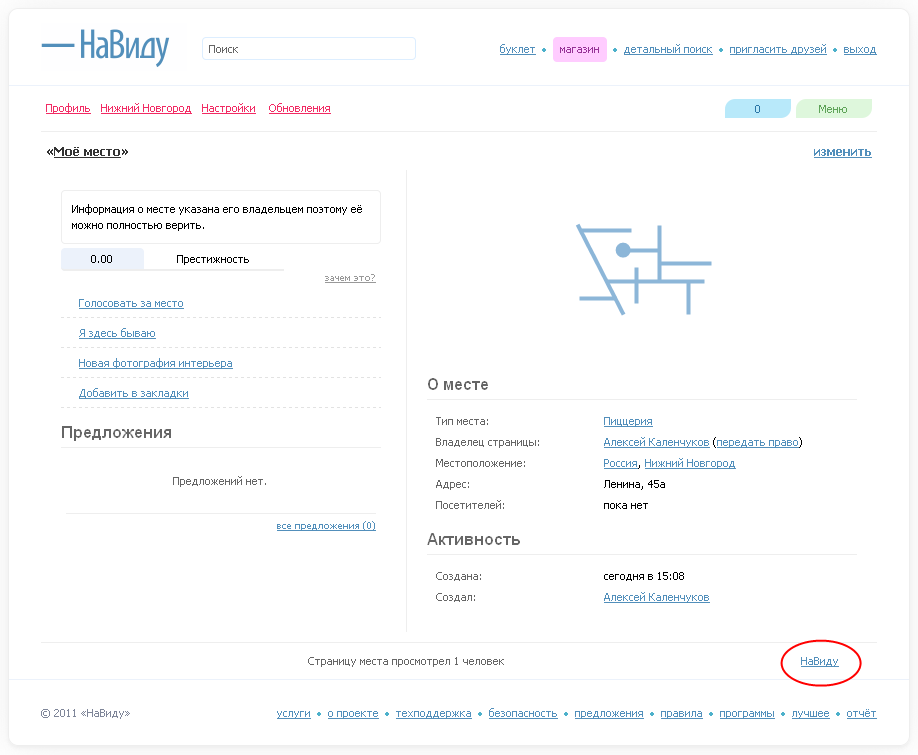 НаВиду
Поиск
буклет • магазин • детальный поиск • пригласить друзей • выход
Профиль Нижний Новгород Настройки Обновления
0 Меню
«Моё место»
изменить
Информация о месте указана его владельцем поэтому её
можно полностью верить.
0.00 Престижность
зачем это?
Голосовать за место
Я здесь бываю
Новая фотография интерьера
Добавить в закладки
Предложения
Предложений нет.
все предложения (0)
О месте
Тип места: Пиццерия
Владелец страницы: Алексей Каленчуков (передать право)
Местоположение: Россия, Нижний Новгород
Адрес: Ленина, 45а
Посетителей: пока нет
Активность
Создана: сегодня в 15:08
Создал: Алексей Каленчуков
Страницу места просмотрел 1 человек
НаВиду
© 2011 «НаВиду»
услуги • о проекте • техподдержка • безопасность • предложения • правила • программы • лучшее • отчёт